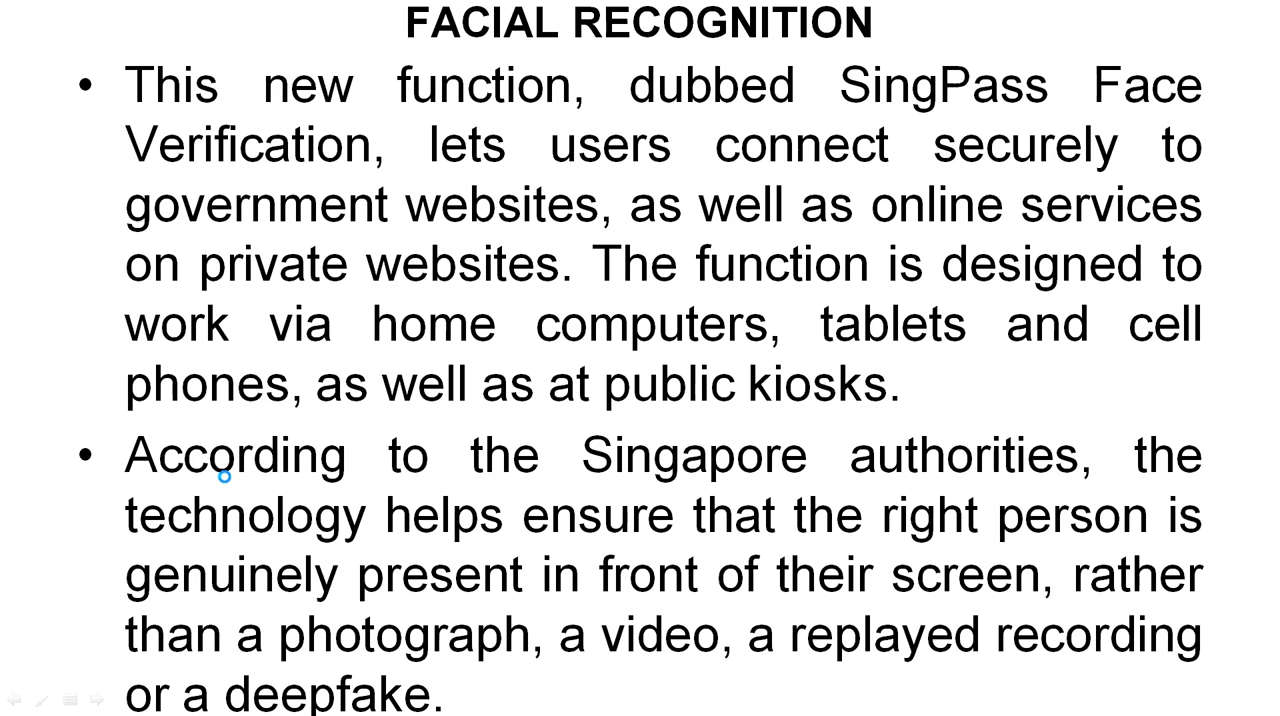 FACIAL RECOGNITION
• This new function, dubbed SingPass Face
Verification, lets users connect securely to
government websites, as well as online services
on private websites. The function is designed to
work via home computers, tablets and cell
phones, as well as at public kiosks.
• According to the Singapore authorities, the
technology helps ensure that the right person is
genuinely present in front of their screen, rather
than a photograph, a video, a replayed recording
or a deepfake.